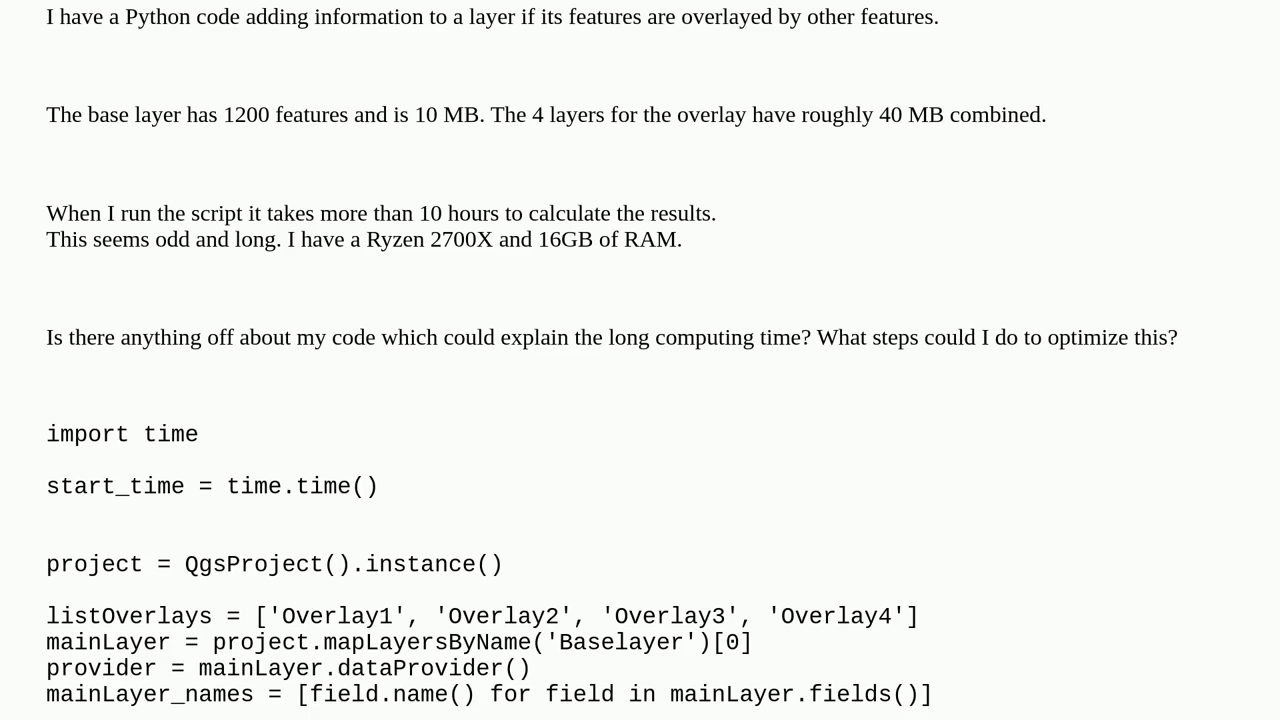 I have a Python code adding information to a layer if its features are overlayed by other features.
The base layer has 1200 features and is 10 MB. The 4 layers for the overlay have roughly 40 MB combined.
When I run the script it takes more than 10 hours to calculate the results.
This seems odd and long. I have a Ryzen 2700X and 16GB of RAM.
Is there anything off about my code which could explain the long computing time? What steps could I do to optimize this?
import time
start_time = time.time()
project = QgsProject().instance()
listOverlays = ['Overlay1', 'Overlay2', 'Overlay3', 'Overlay4']
mainLayer = project.mapLayersByName('Baselayer')[0]
provider = mainLayer.dataProvider()
mainLayer_names = [field.name() for field in mainLayer.fields()]